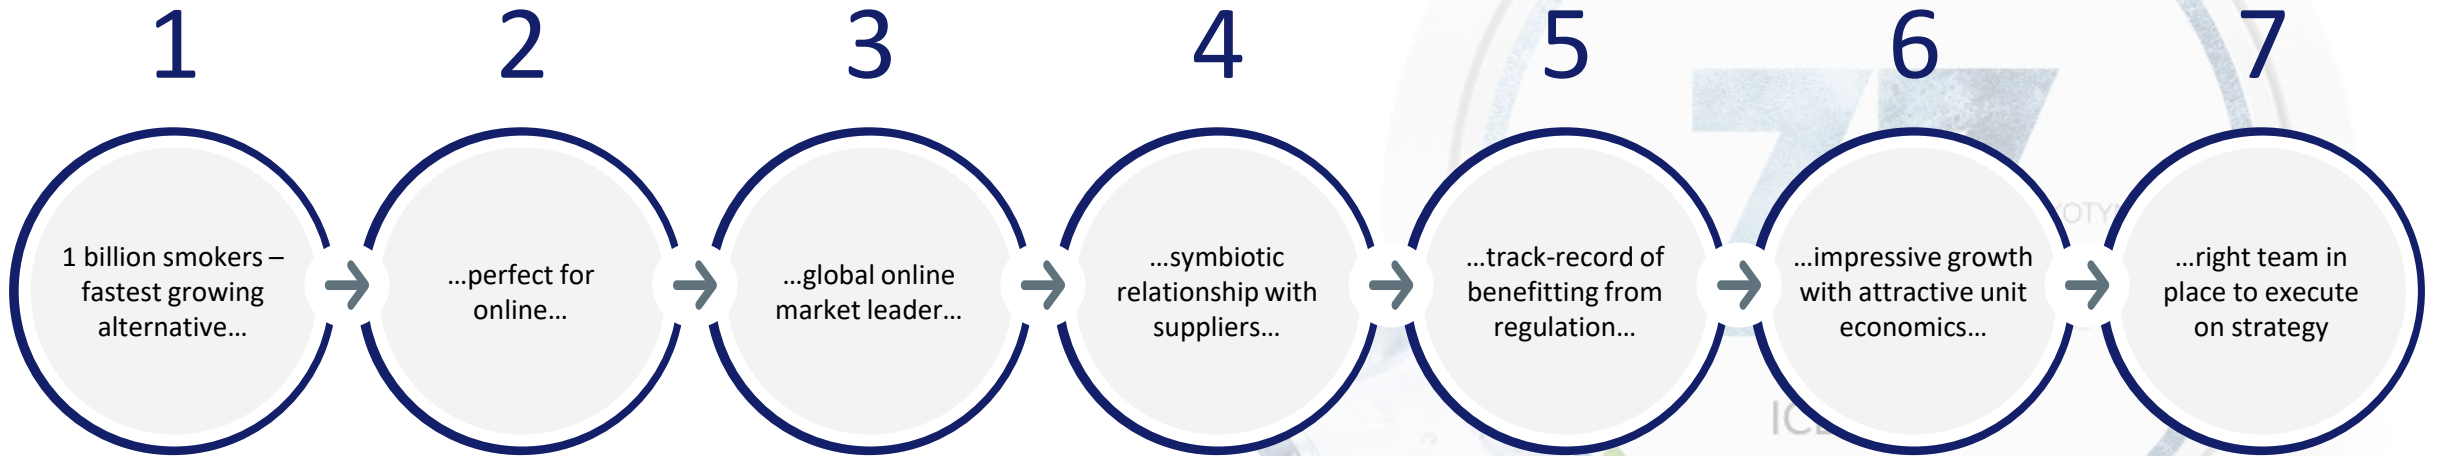 1
2
3
4
5
6
7
1 billion smokers –
fastest growing
alternative…
…perfect for
online…
…global online
market leader…
…symbiotic
relationship with
suppliers…
…track-record of
benefitting from
regulation…
…impressive growth
with attractive unit
economics…
…right team in
place to execute
on strategy
77